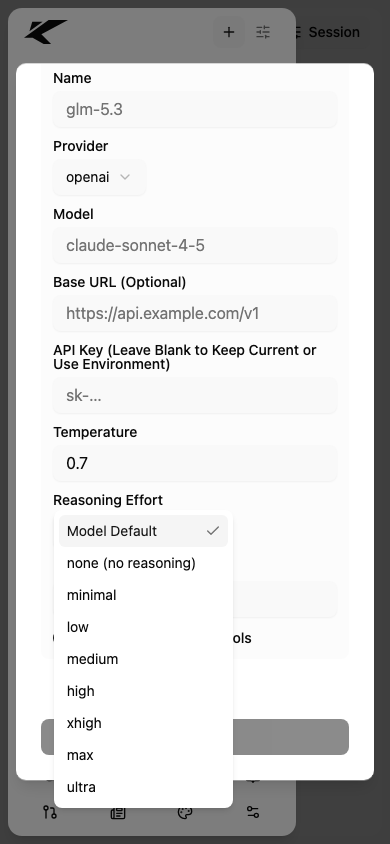 Session
Name
glm-5.3
Provider
openai
Model
claude-sonnet-4-5
Base URL (Optional)
https://api.example.com/v1
API Key (Leave Blank to Keep Current or
Use Environment)
sk-...
Temperature
0.7
Reasoning Effort
Model Default
none (no reasoning)
minimal
low
medium
high
xhigh
max
ultra